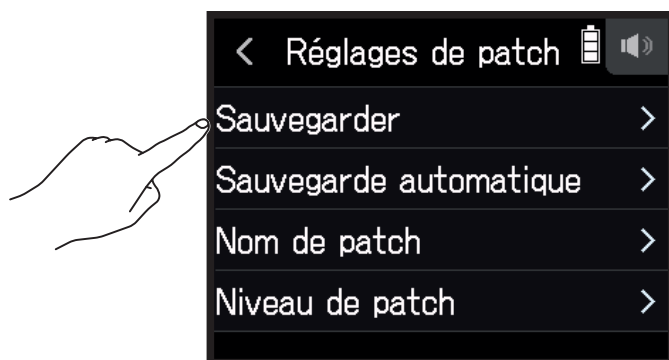 Réglages de patch
Sauvegarder
Sauvegarde automatique
Nom de patch
Niveau de patch